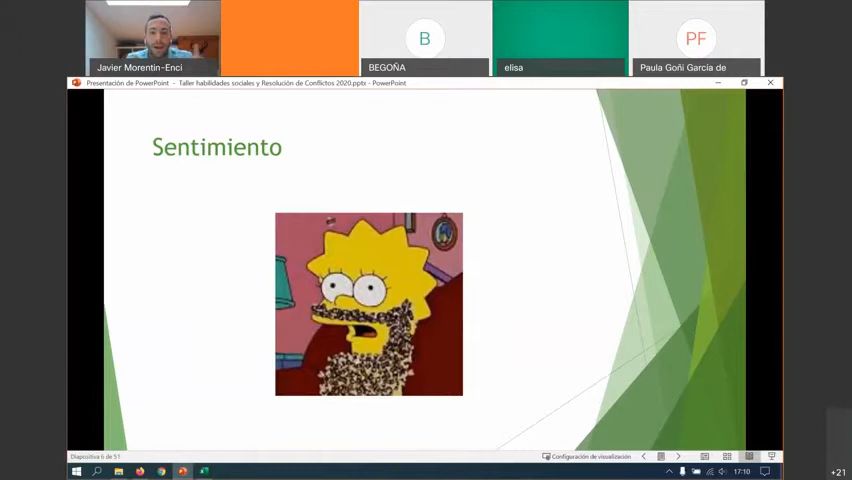 B
PF
Javier Morentin-Enci
BEGOÑA
elisa
Paula Goñi García de
Presentación de PowerPoint - Taller habilidades sociales y Resolución de Conflictos 2020.pptx - PowerPoint
Sentimiento
Diapositiva 6 de 51
Configuración de visualización
17:10
+21